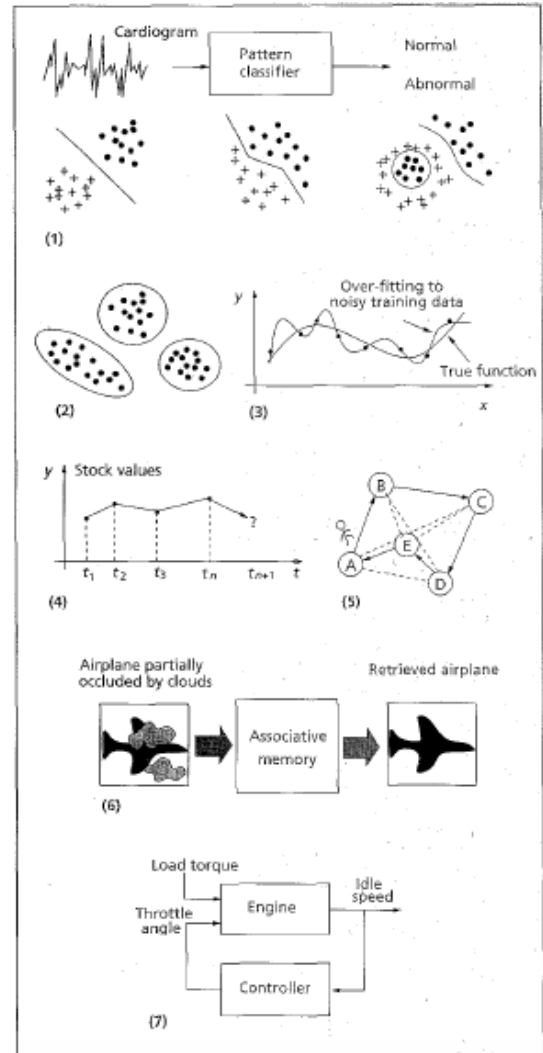 Cardiogram
Pattern
classifier
Normal
Abnormal
(1)
(2)
y
Over-fitting to
noisy training data
True function
x
(3)
y
Stock values
?
t1 t2 t3 tn tn+1 t
(4)
B
C
A
E
D
(5)
Airplane partially
occluded by clouds
Retrieved airplane
Associative
memory
(6)
Load torque
Throttle
angle
Engine
Idle
speed
Controller
(7)